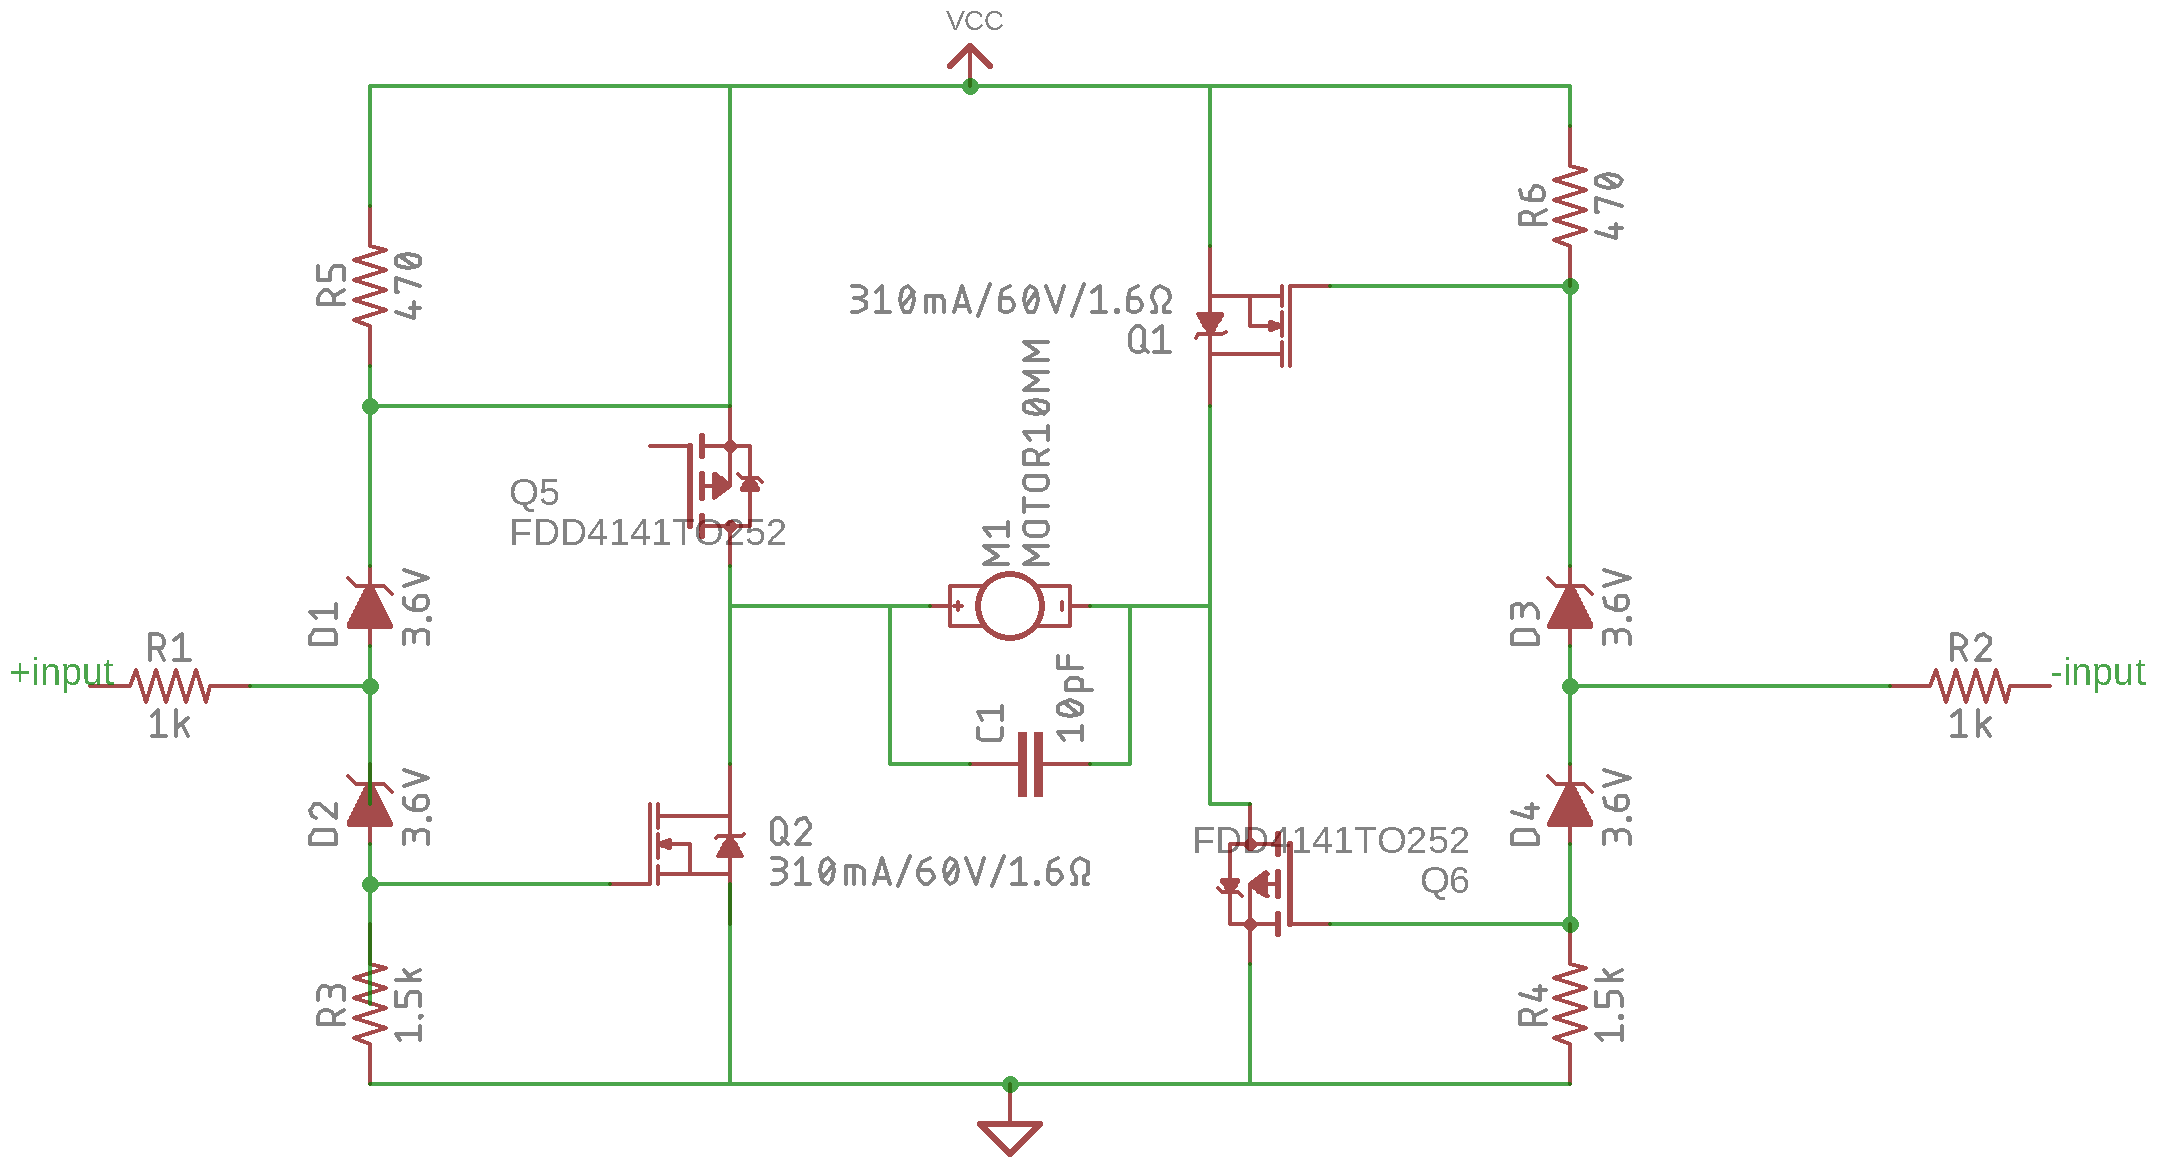 VCC
R5
470
R6
470
310mA/60V/1.6Ω
Q1
MOTOR10MM
M1
Q5
FDD4141TO252
D1
3.6V
D3
3.6V
+input
R1
1k
R2
1k
-input
C1
10pF
D2
3.6V
Q2
310mA/60V/1.6Ω
FDD4141TO252
Q6
D4
3.6V
R3
1.5k
R4
1.5k